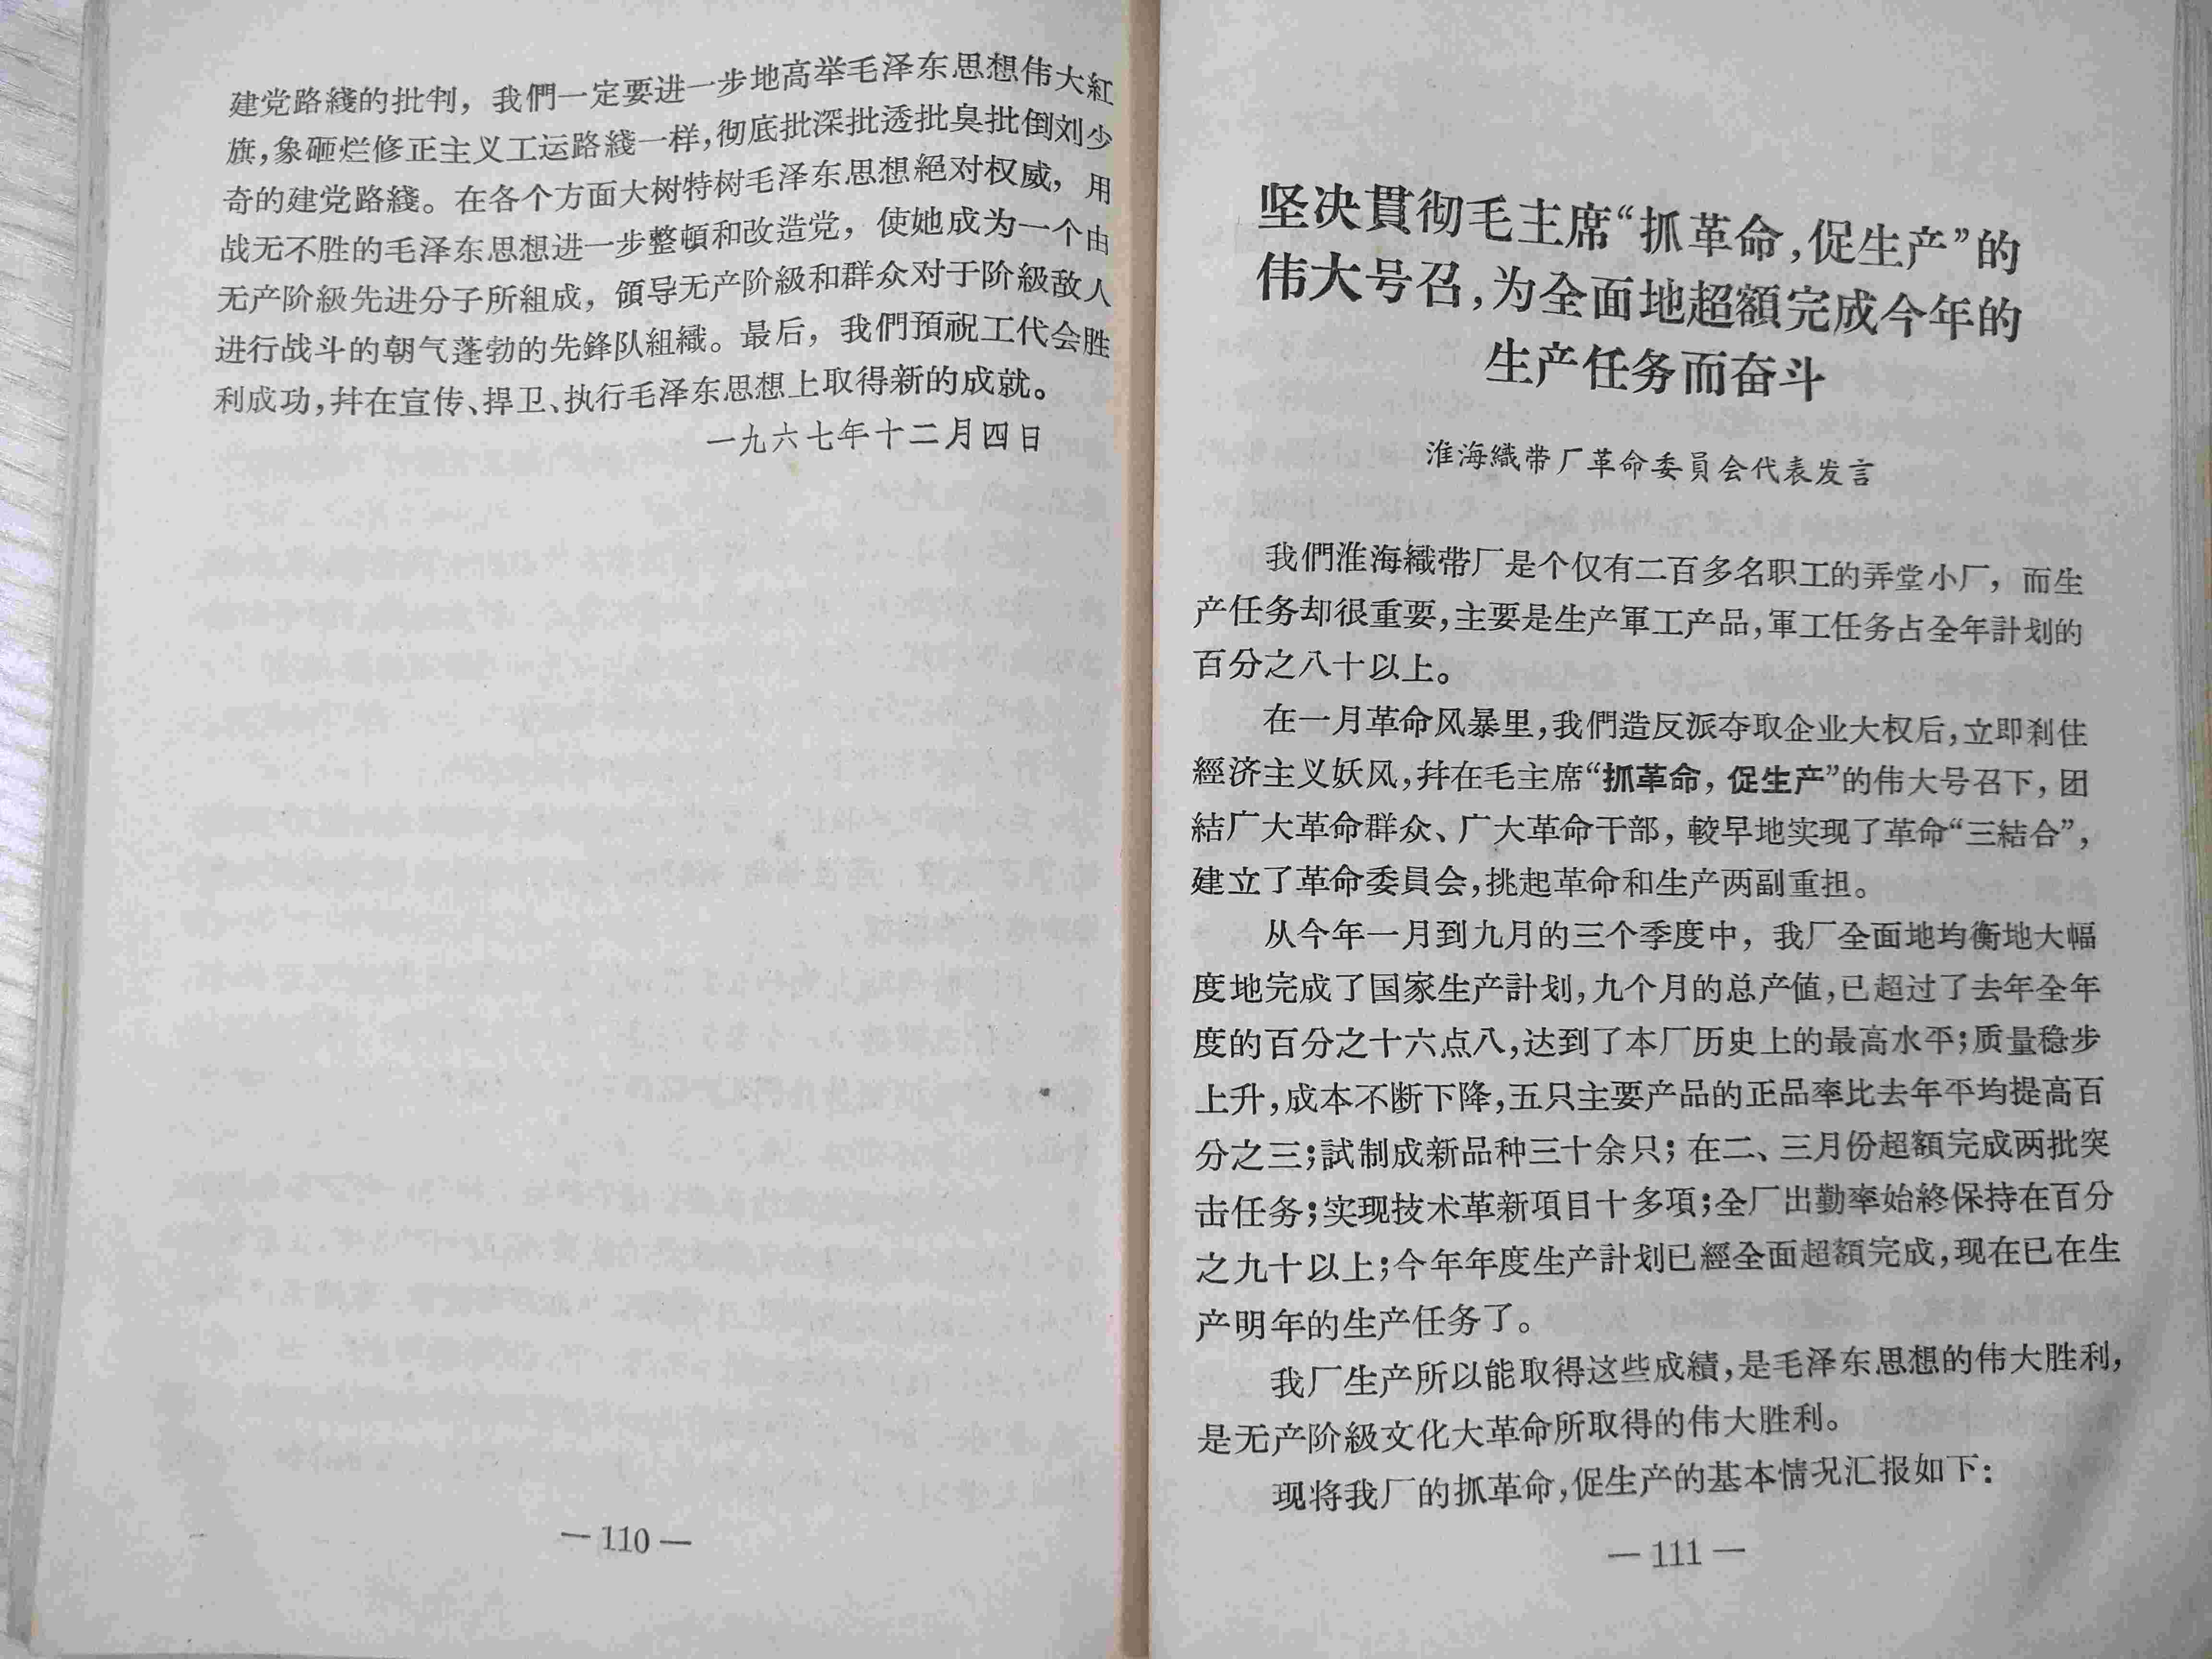 建党路綫的批判，我們一定要进一步地高举毛泽东思想伟大紅
旗，象砸烂修正主义工运路綫一样，彻底批深批透批臭批倒刘少
奇的建党路綫。在各个方面大树特树毛泽东思想絕对权威，用
战无不胜的毛泽东思想进一步整頓和改造党，使她成为一个由
无产阶級先进分子所組成，領导无产阶級和群众对于阶級敌人
进行战斗的朝气蓬勃的先鋒队組織。最后，我們預祝工代会胜
利成功，幷在宣传、捍卫、执行毛泽东思想上取得新的成就。
一九六七年十二月四日
—110—
坚决貫彻毛主席“抓革命，促生产”的
伟大号召，为全面地超額完成今年的
生产任务而奋斗
淮海織带厂革命委員会代表发言
我們淮海織带厂是个仅有二百多名职工的弄堂小厂，而生
产任务却很重要，主要是生产軍工产品，軍工任务占全年計划的
百分之八十以上。
在一月革命风暴里，我們造反派夺取企业大权后，立即刹住
經济主义妖风，幷在毛主席“抓革命，促生产”的伟大号召下，团
結广大革命群众、广大革命干部，較早地实现了革命“三結合”，
建立了革命委員会，挑起革命和生产两副重担。
从今年一月到九月的三个季度中，我厂全面地均衡地大幅
度地完成了国家生产計划，九个月的总产値，已超过了去年全年
度的百分之十六点八，达到了本厂历史上的最高水平；质量稳步
上升，成本不断下降，五只主要产品的正品率比去年平均提高百
分之三；試制成新品种三十余只；在二、三月份超額完成两批突
击任务；实现技术革新項目十多項；全厂出勤率始終保持在百分
之九十以上；今年年度生产計划已經全面超額完成，现在已在生
产明年的生产任务了。
我厂生产所以能取得这些成績，是毛泽东思想的伟大胜利，
是无产阶級文化大革命所取得的伟大胜利。
现将我厂的抓革命，促生产的基本情况汇报如下：
—111—